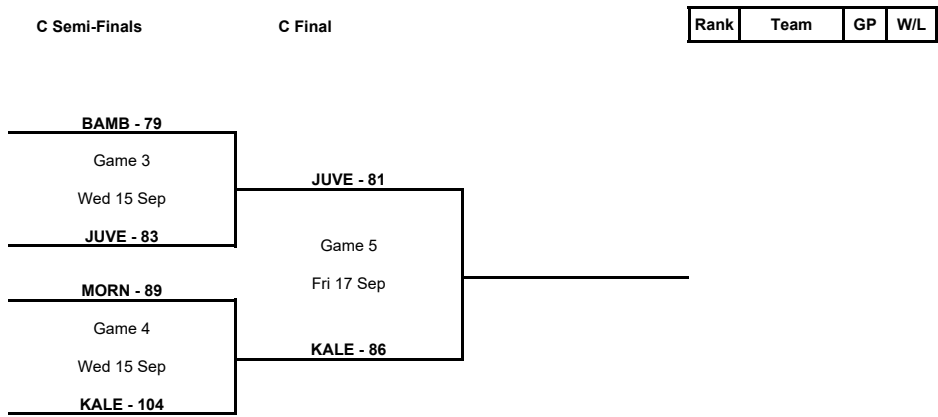 C Semi-Finals C Final Rank Team GP W/L
BAMB - 79
Game 3
Wed 15 Sep
JUVE - 83
MORN - 89
Game 4
Wed 15 Sep
KALE - 104
JUVE - 81
Game 5
Fri 17 Sep
KALE - 86